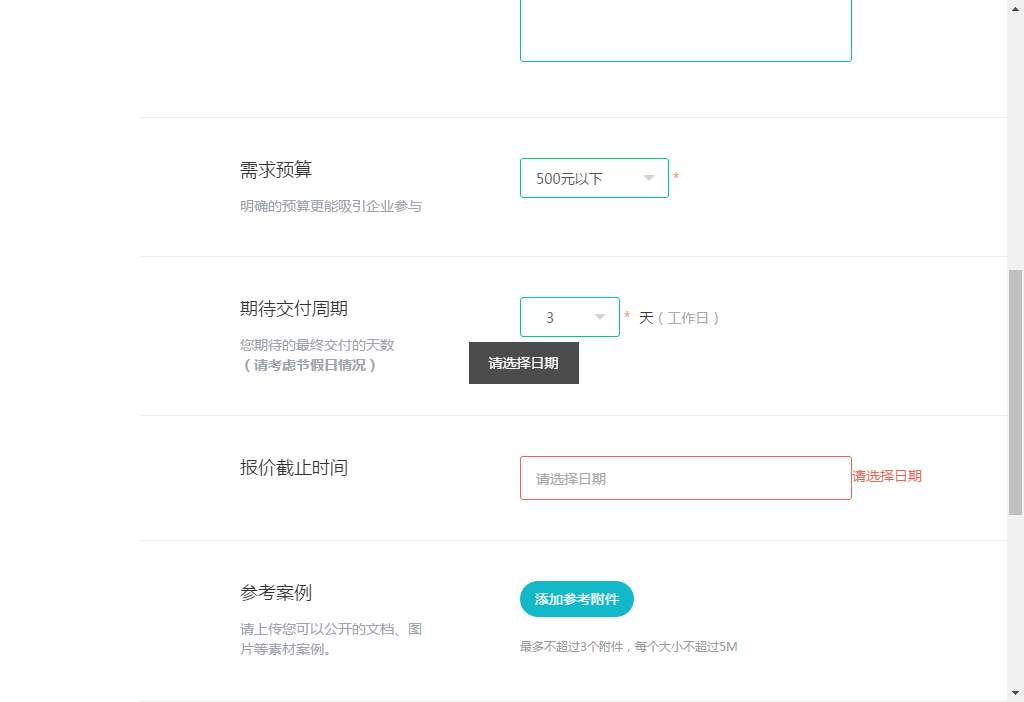 需求预算
500元以下 *
明确的预算更能吸引企业参与
期待交付周期
3 * 天（工作日）
您期待的最终交付的天数
（请考虑节假日情况）
请选择日期
报价截止时间
请选择日期 请选择日期
参考案例
添加参考附件
请上传您可以公开的文档、图
片等素材案例。
最多不超过3个附件，每个大小不超过5M